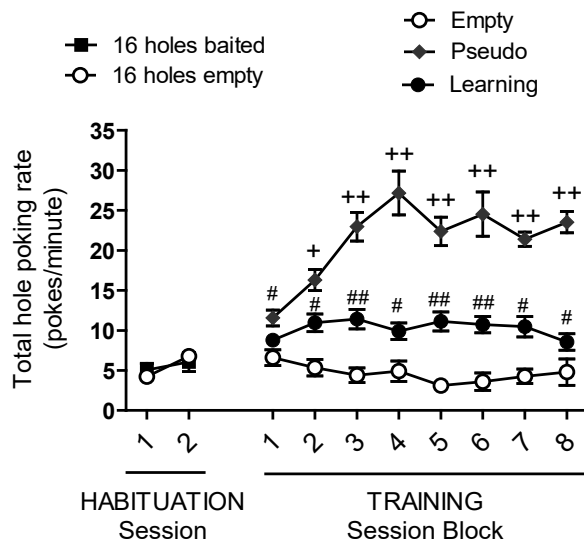 16 holes baited
16 holes empty
Empty
Pseudo
Learning
Total hole poking rate
(pokes/minute)
35
30
25
20
15
10
5
0
++ ++ ++ ++ ++ ++
+
# # ## # ## ## # #
1 2 1 2 3 4 5 6 7 8
HABITUATION TRAINING
Session Session Block